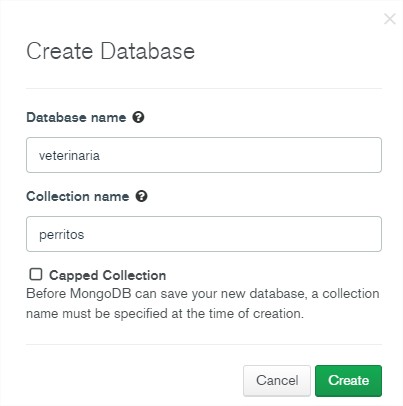 Create Database
Database name
veterinaria
Collection name
perritos
Capped Collection
Before MongoDB can save your new database, a collection
name must be specified at the time of creation.
Cancel
Create